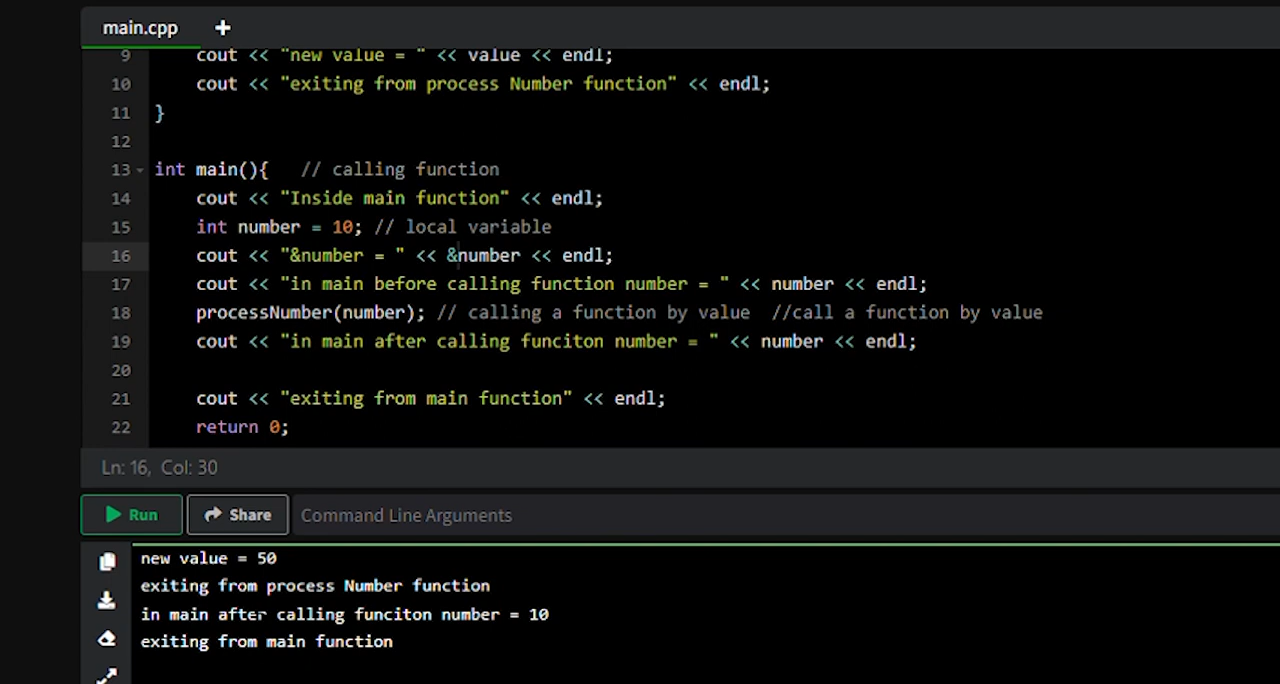 main.cpp +
9 cout << "new value = " << value << endl;
10 cout << "exiting from process Number function" << endl;
11 }
12
13 int main(){ // calling function
14 cout << "Inside main function" << endl;
15 int number = 10; // local variable
16 cout << "&number = " << &number << endl;
17 cout << "in main before calling function number = " << number << endl;
18 processNumber(number); // calling a function by value //call a function by value
19 cout << "in main after calling funciton number = " << number << endl;
20
21 cout << "exiting from main function" << endl;
22 return 0;
Ln: 16, Col: 30
Run Share Command Line Arguments
new value = 50
exiting from process Number function
in main after calling funciton number = 10
exiting from main function